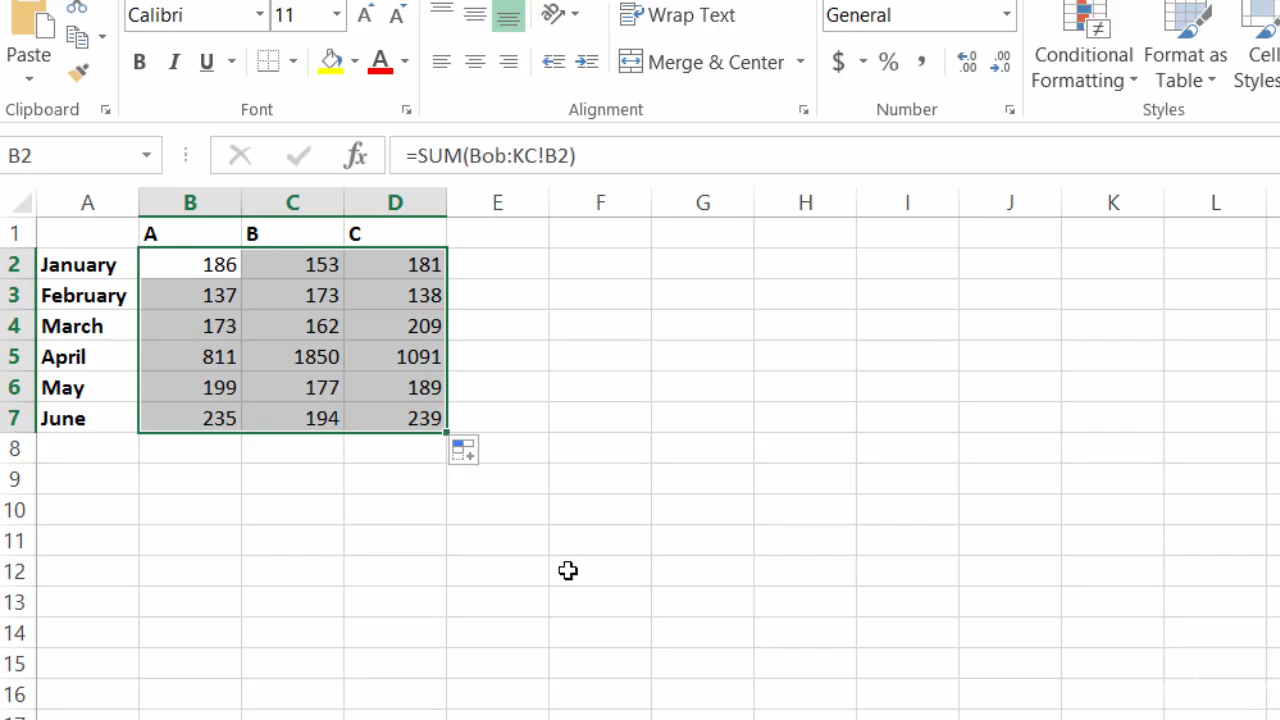 Calibri 11 Wrap Text General
Paste B I U Merge & Center $ % , Conditional Formatting Format as Table Cell Styles
Clipboard Font Alignment Number Styles
B2 fx =SUM(Bob:KC!B2)
A B C D E F G H I J K L
1 A B C
2 January 186 153 181
3 February 137 173 138
4 March 173 162 209
5 April 811 1850 1091
6 May 199 177 189
7 June 235 194 239
8
9
10
11
12
13
14
15
16